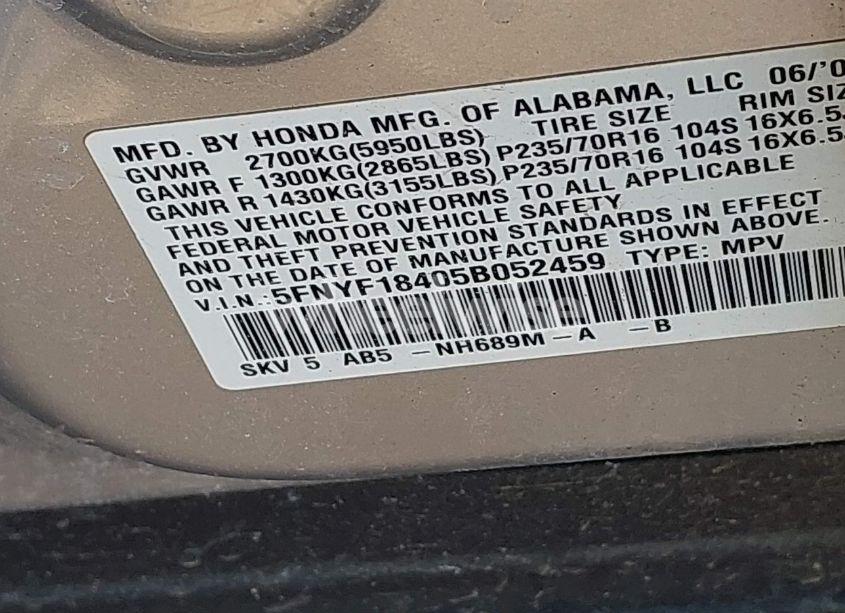 MFD. BY HONDA MFG. OF ALABAMA, LLC 06/'0
GVWR 2700KG(5950LBS) TIRE SIZE RIM SIZ
GAWR F 1300KG(2865LBS) P235/70R16 104S 16X6.5J
GAWR R 1430KG(3155LBS) P235/70R16 104S 16X6.5
THIS VEHICLE CONFORMS TO ALL APPLICABLE
FEDERAL MOTOR VEHICLE SAFETY
AND THEFT PREVENTION STANDARDS IN EFFECT
ON THE DATE OF MANUFACTURE SHOWN ABOVE.
V.I.N.: 5FNYF18405B052459 TYPE: MPV
SKV 5 AB5 -NH689M-A -B